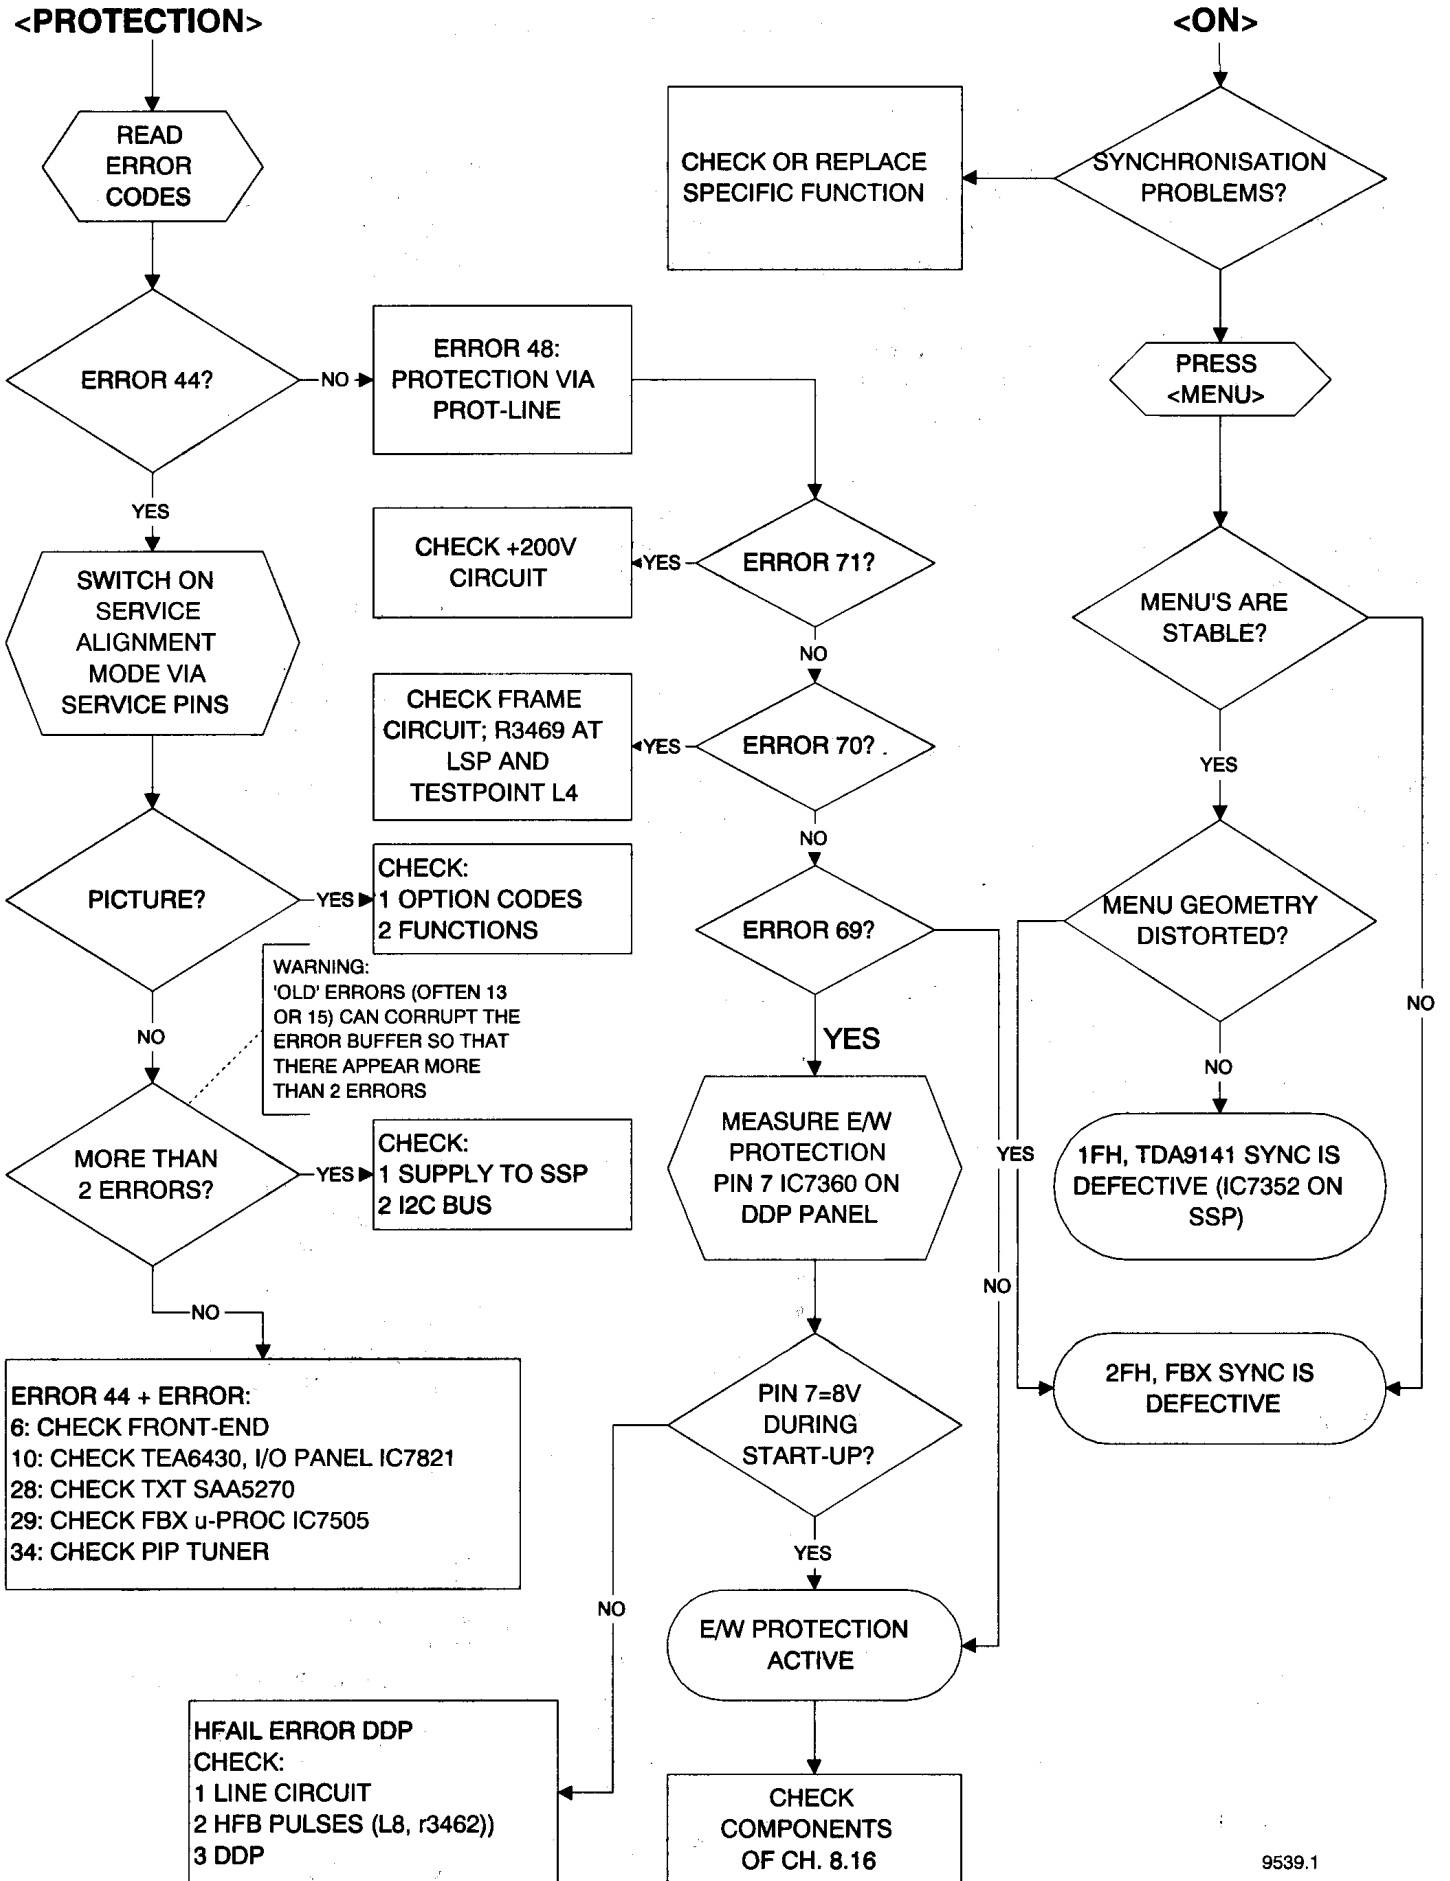 <PROTECTION>
READ
ERROR
CODES
ERROR 44?
NO
ERROR 48:
PROTECTION VIA
PROT-LINE
YES
SWITCH ON
SERVICE
ALIGNMENT
MODE VIA
SERVICE PINS
PICTURE?
YES
CHECK:
1 OPTION CODES
2 FUNCTIONS
NO
WARNING:
'OLD' ERRORS (OFTEN 13
OR 15) CAN CORRUPT THE
ERROR BUFFER SO THAT
THERE APPEAR MORE
THAN 2 ERRORS
MORE THAN
2 ERRORS?
YES
CHECK:
1 SUPPLY TO SSP
2 I2C BUS
NO
ERROR 44 + ERROR:
6: CHECK FRONT-END
10: CHECK TEA6430, I/O PANEL IC7821
28: CHECK TXT SAA5270
29: CHECK FBX u-PROC IC7505
34: CHECK PIP TUNER
ERROR 71?
YES
CHECK +200V
CIRCUIT
NO
ERROR 70?
YES
CHECK FRAME
CIRCUIT; R3469 AT
LSP AND
TESTPOINT L4
NO
ERROR 69?
YES
NO
MEASURE E/W
PROTECTION
PIN 7 IC7360 ON
DDP PANEL
PIN 7=8V
DURING
START-UP?
YES
NO
E/W PROTECTION
ACTIVE
CHECK
COMPONENTS
OF CH. 8.16
HFAIL ERROR DDP
CHECK:
1 LINE CIRCUIT
2 HFB PULSES (L8, r3462))
3 DDP
<ON>
SYNCHRONISATION
PROBLEMS?
CHECK OR REPLACE
SPECIFIC FUNCTION
PRESS
<MENU>
MENU'S ARE
STABLE?
YES
NO
MENU GEOMETRY
DISTORTED?
YES
NO
1FH, TDA9141 SYNC IS
DEFECTIVE (IC7352 ON
SSP)
2FH, FBX SYNC IS
DEFECTIVE
9539.1